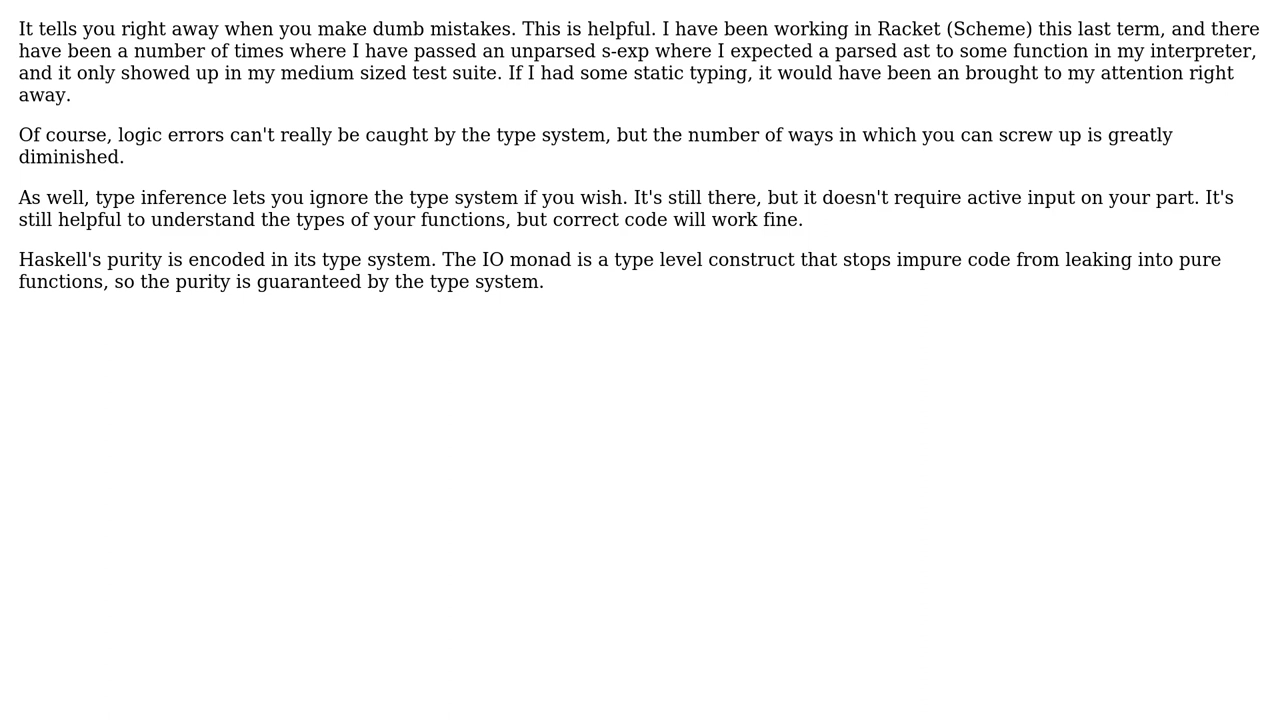 It tells you right away when you make dumb mistakes. This is helpful. I have been working in Racket (Scheme) this last term, and there
have been a number of times where I have passed an unparsed s-exp where I expected a parsed ast to some function in my interpreter,
and it only showed up in my medium sized test suite. If I had some static typing, it would have been an brought to my attention right
away.
Of course, logic errors can't really be caught by the type system, but the number of ways in which you can screw up is greatly
diminished.
As well, type inference lets you ignore the type system if you wish. It's still there, but it doesn't require active input on your part. It's
still helpful to understand the types of your functions, but correct code will work fine.
Haskell's purity is encoded in its type system. The IO monad is a type level construct that stops impure code from leaking into pure
functions, so the purity is guaranteed by the type system.